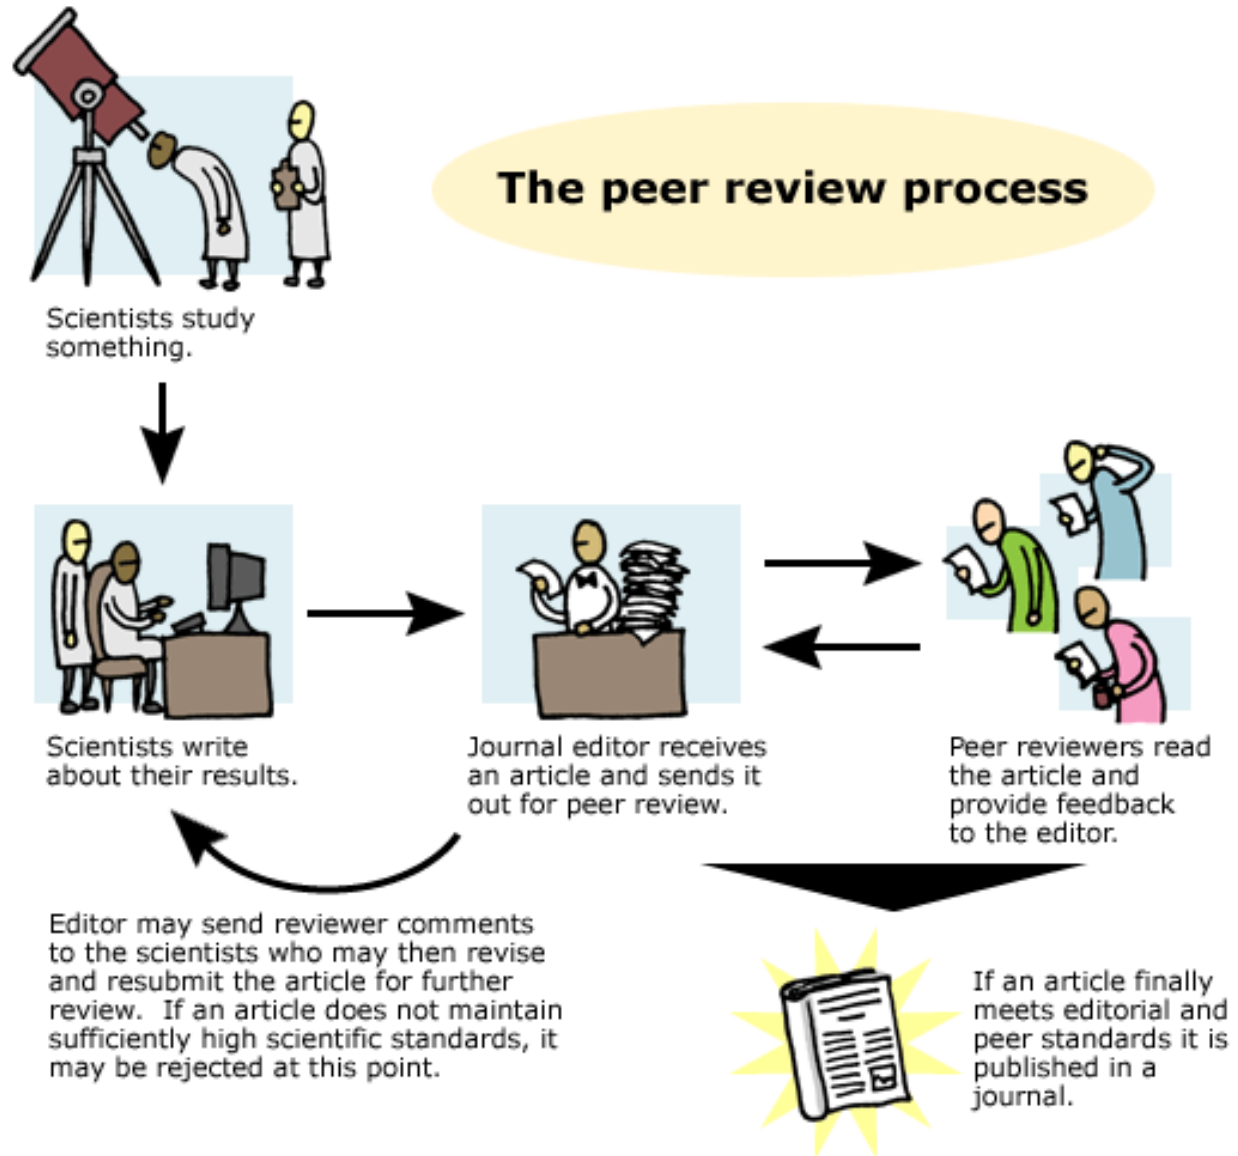 The peer review process
Scientists study
something.
Scientists write
about their results.
Journal editor receives
an article and sends it
out for peer review.
Peer reviewers read
the article and
provide feedback
to the editor.
Editor may send reviewer comments
to the scientists who may then revise
and resubmit the article for further
review.  If an article does not maintain
sufficiently high scientific standards, it
may be rejected at this point.
If an article finally
meets editorial and
peer standards it is
published in a
journal.